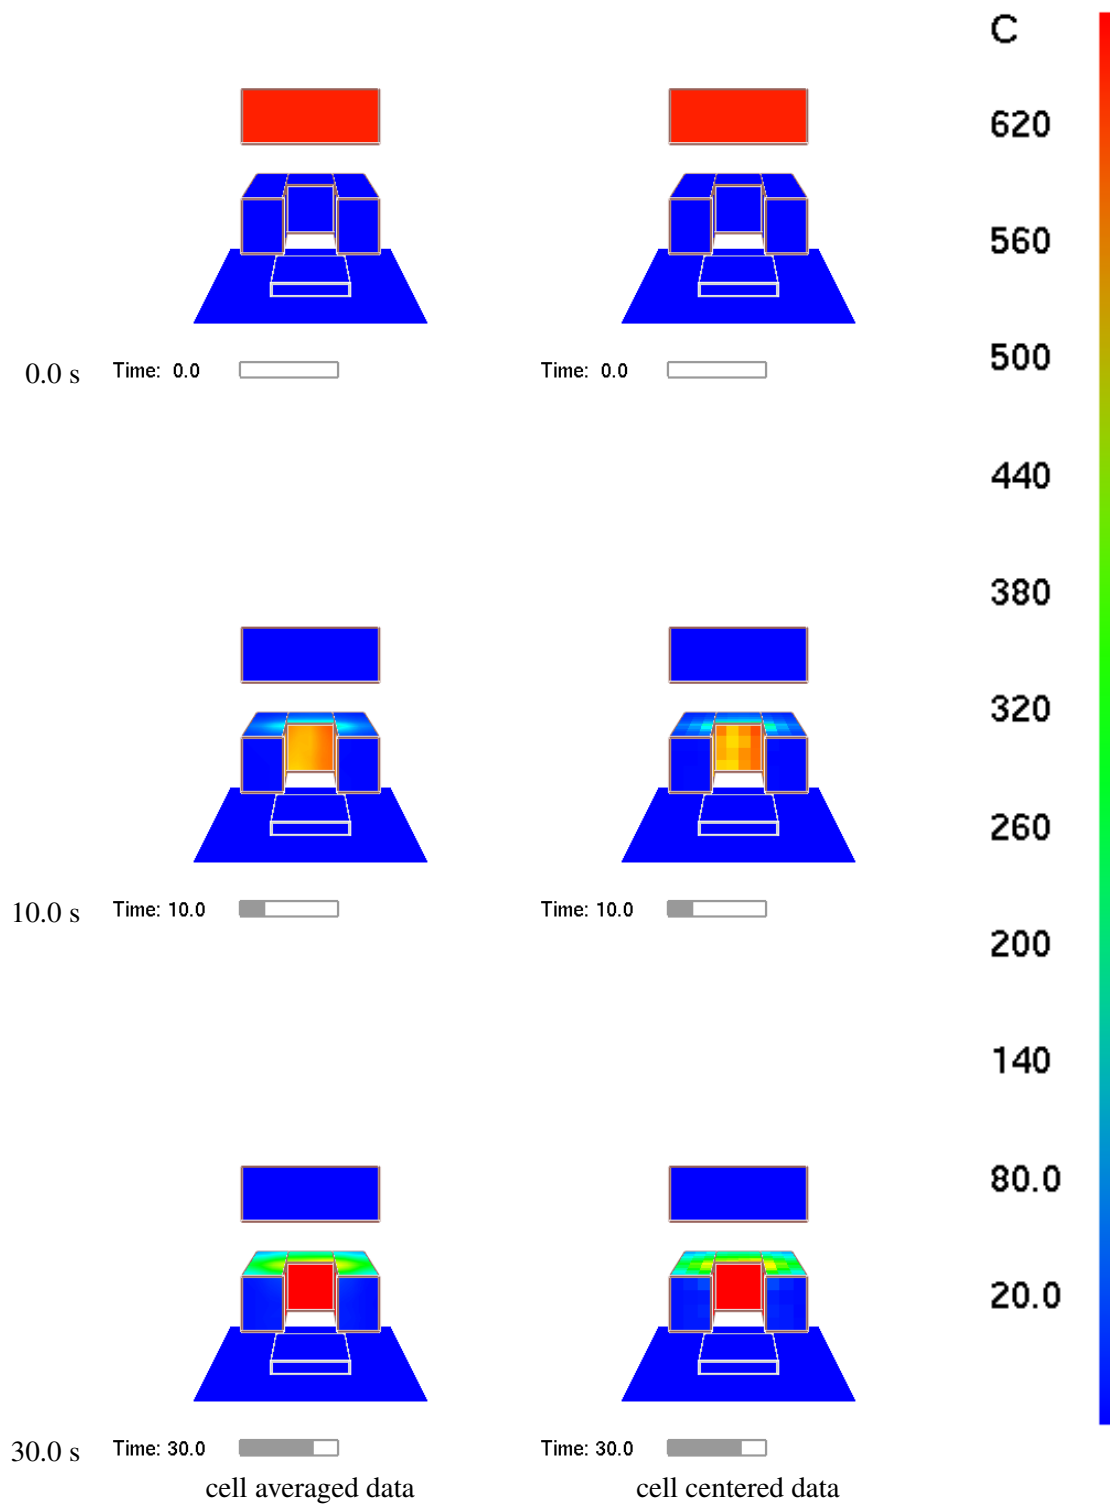 C
620
560
500
0.0 s Time: 0.0 Time: 0.0
440
380
320
260
10.0 s Time: 10.0 Time: 10.0
200
140
80.0
20.0
30.0 s Time: 30.0 Time: 30.0
cell averaged data cell centered data